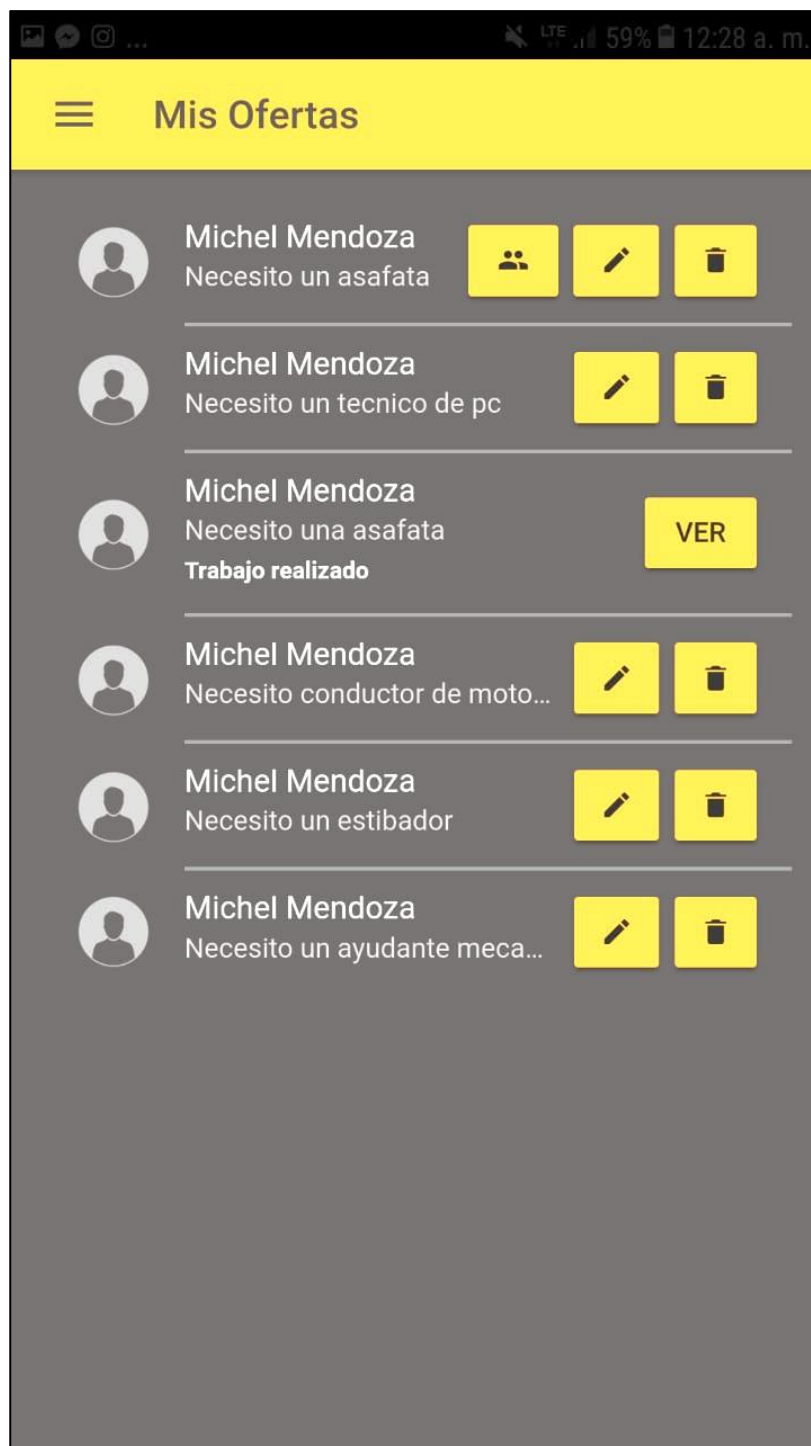 ... LTE 59% 12:28 a. m.
Mis Ofertas
Michel Mendoza
Necesito un asafata
Michel Mendoza
Necesito un tecnico de pc
Michel Mendoza
Necesito una asafata
Trabajo realizado
VER
Michel Mendoza
Necesito conductor de moto...
Michel Mendoza
Necesito un estibador
Michel Mendoza
Necesito un ayudante meca...